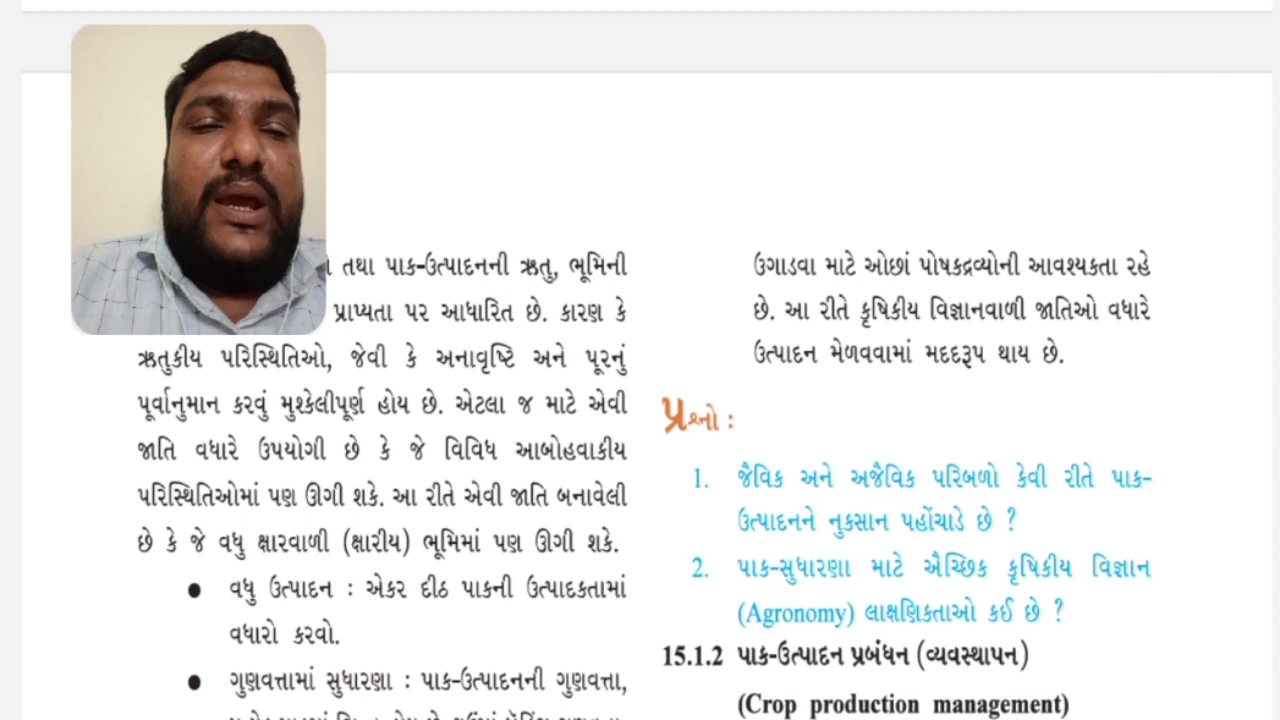 તથા પાક-ઉત્પાદનની ઋતુ, ભૂમિની
પ્રાપ્યતા પર આધારિત છે. કારણ કે
ઋતુકીય પરિસ્થિતિઓ, જેવી કે અનાવૃષ્ટિ અને પૂરનું
પૂર્વાનુમાન કરવું મુશ્કેલીપૂર્ણ હોય છે. એટલા જ માટે એવી
જાતિ વધારે ઉપયોગી છે કે જે વિવિધ આબોહવાકીય
પરિસ્થિતિઓમાં પણ ઊગી શકે. આ રીતે એવી જાતિ બનાવેલી
છે કે જે વધુ ક્ષારવાળી (ક્ષારીય) ભૂમિમાં પણ ઊગી શકે.
● વધુ ઉત્પાદન : એકર દીઠ પાકની ઉત્પાદકતામાં
વધારો કરવો.
● ગુણવત્તામાં સુધારણા : પાક-ઉત્પાદનની ગુણવત્તા,
ઉગાડવા માટે ઓછાં પોષકદ્રવ્યોની આવશ્યકતા રહે
છે. આ રીતે કૃષિકીય વિજ્ઞાનવાળી જાતિઓ વધારે
ઉત્પાદન મેળવવામાં મદદરૂપ થાય છે.
પ્રશ્નો :
1. જૈવિક અને અજૈવિક પરિબળો કેવી રીતે પાક-
ઉત્પાદનને નુકસાન પહોંચાડે છે ?
2. પાક-સુધારણા માટે ઐચ્છિક કૃષિકીય વિજ્ઞાન
(Agronomy) લાક્ષણિકતાઓ કઈ છે ?
15.1.2 પાક-ઉત્પાદન પ્રબંધન (વ્યવસ્થાપન)
(Crop production management)